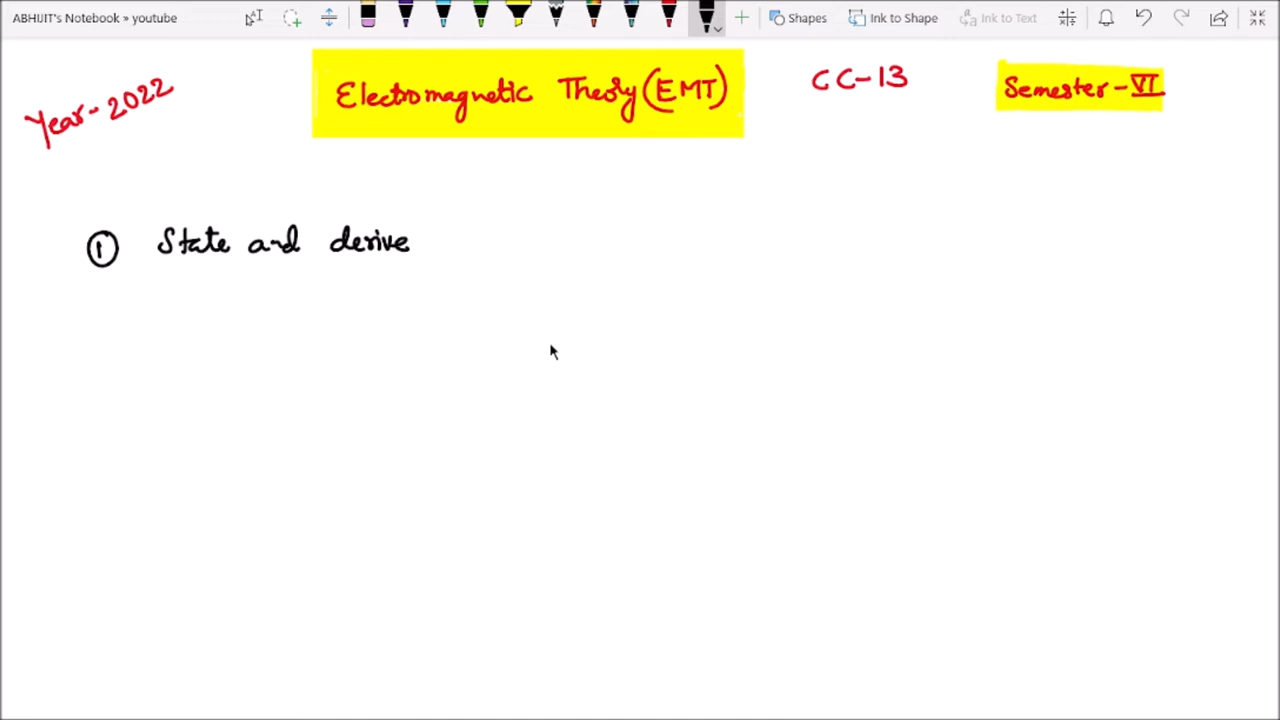 ABHIJIT's Notebook » youtube
Shapes
Ink to Shape
Ink to Text
Year-2022
Electromagnetic Theory (EMT)
CC-13
Semester-VI
① State and derive